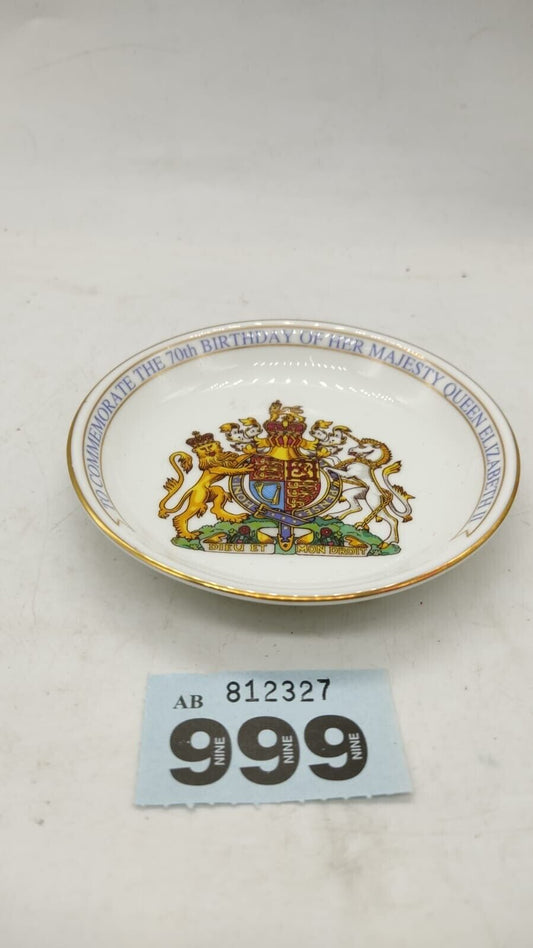 TO COMMEMORATE THE 70th BIRTHDAY OF HER MAJESTY QUEEN ELIZABETH II
DIEU ET MON DROIT
AB 812327
999
NINE NINE NINE